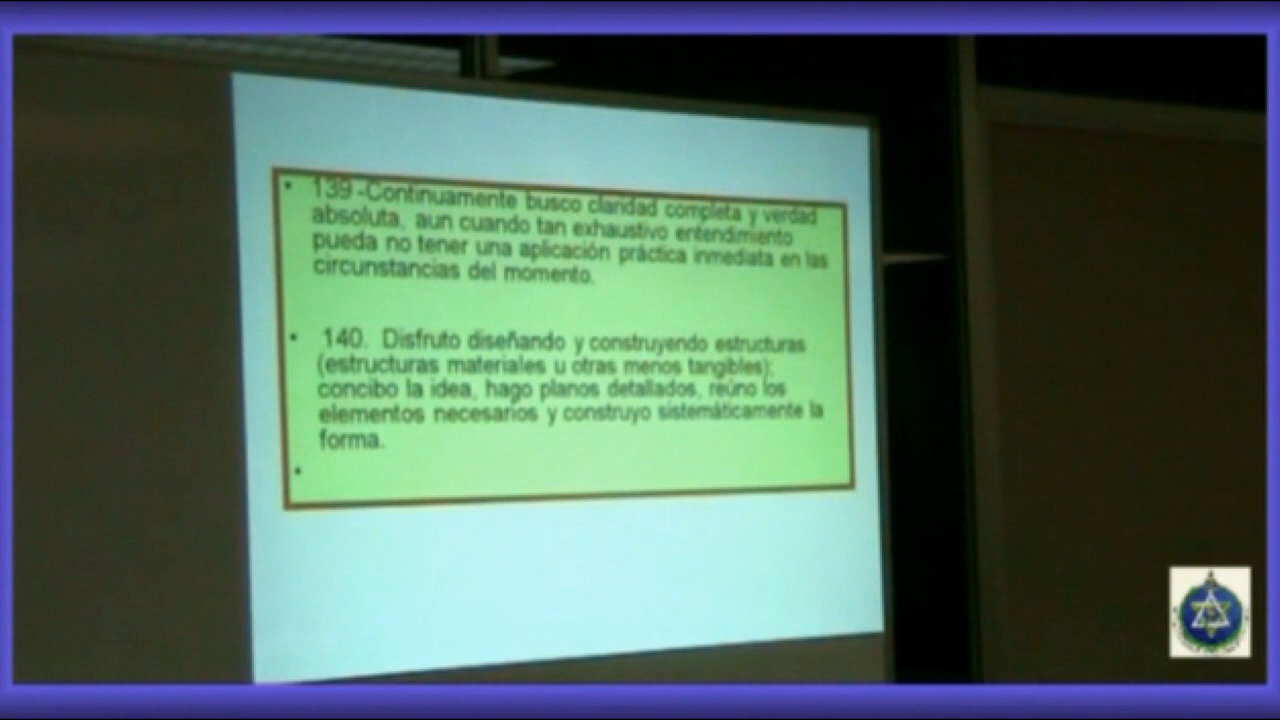 • 139 -Continuamente busco claridad completa y verdad
absoluta, aun cuando tan exhaustivo entendimiento
pueda no tener una aplicación práctica inmediata en las
circunstancias del momento.
• 140. Disfruto diseñando y construyendo estructuras
(estructuras materiales u otras menos tangibles);
concibo la idea, hago planos detallados, reúno los
elementos necesarios y construyo sistemáticamente la
forma.
•